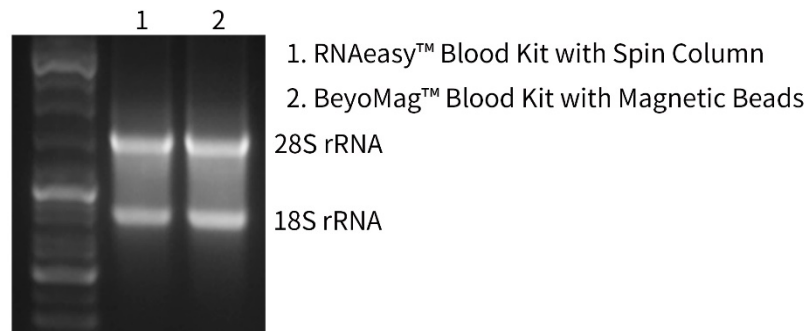 1 2
1. RNAeasy™ Blood Kit with Spin Column
2. BeyoMag™ Blood Kit with Magnetic Beads
28S rRNA
18S rRNA